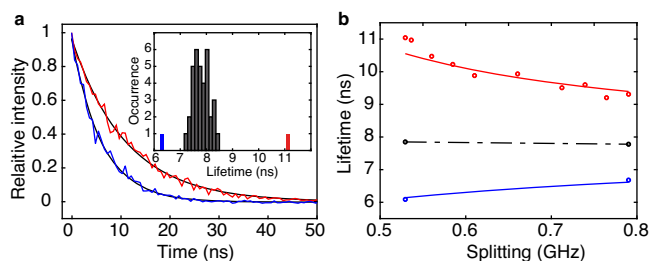 a
Relaitive intensity
1
0.8
0.6
0.4
0.2
0
0 10 20 30 40 50
Time (ns)
Occurrence
6
5
4
3
2
1
6 7 8 9 10 11 12
Lifetime (ns)
b
Lifetime (ns)
11
10
9
8
7
6
0.5 0.6 0.7 0.8
Splitting (GHz)